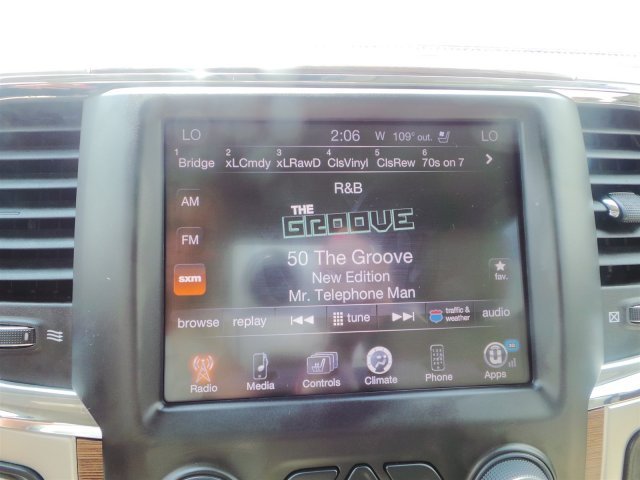 LO 2:06 W 109° out. LO
1 Bridge 2 xLCmdy 3 xLRawD 4 ClsVinyl 5 ClsRew 6 70s on 7
R&B
AM
THE
GROOVE
FM
50 The Groove
sxm
New Edition
fav.
Mr. Telephone Man
browse replay tune traffic & weather audio
Radio Media Controls Climate Phone Apps